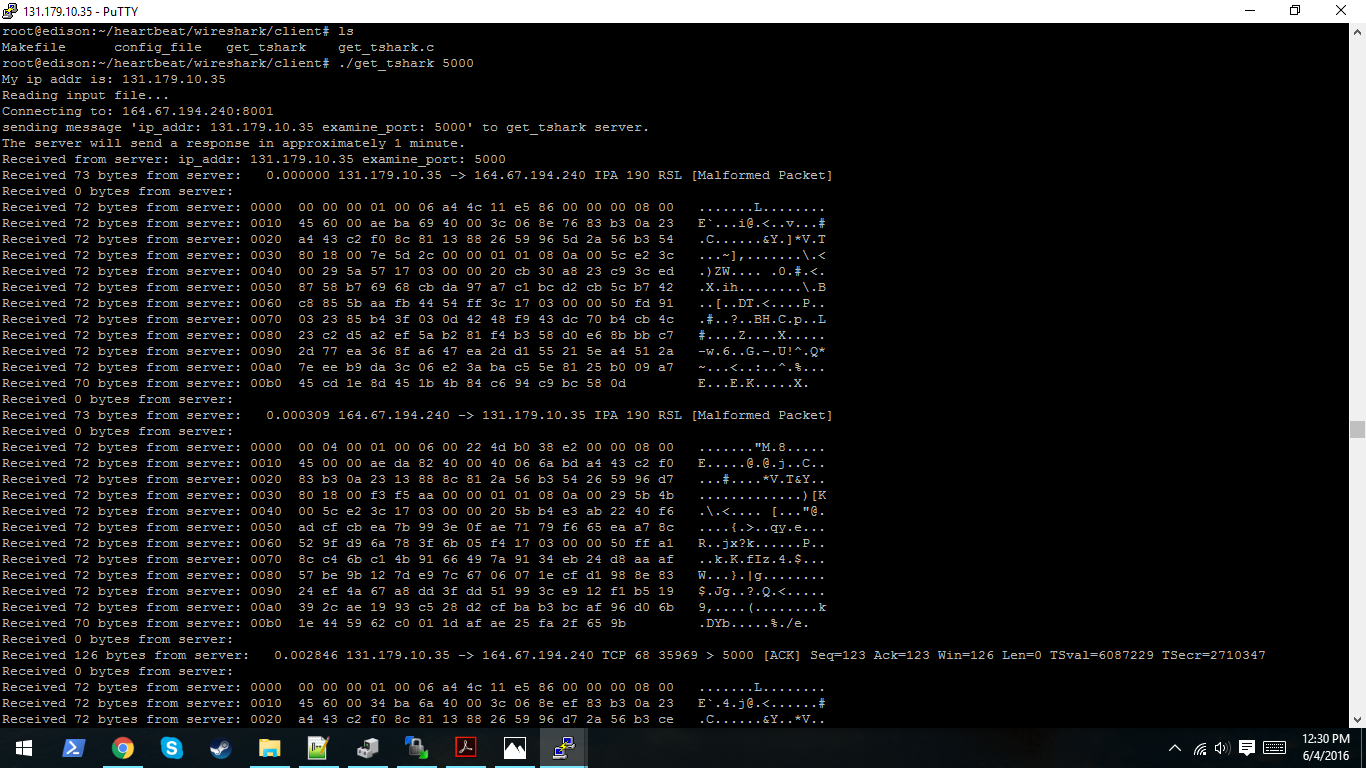 131.179.10.35 - PuTTY
root@edison:~/heartbeat/wireshark/client# ls
Makefile      config_file   get_tshark    get_tshark.c
root@edison:~/heartbeat/wireshark/client# ./get_tshark 5000
My ip addr is: 131.179.10.35
Reading input file...
Connecting to: 164.67.194.240:8001
sending message 'ip_addr: 131.179.10.35 examine_port: 5000' to get_tshark server.
The server will send a response in approximately 1 minute.
Received from server: ip_addr: 131.179.10.35 examine_port: 5000
Received 73 bytes from server:   0.000000 131.179.10.35 -> 164.67.194.240 IPA 190 RSL [Malformed Packet]
Received 0 bytes from server:
Received 72 bytes from server: 0000  00 00 00 01 00 06 a4 4c 11 e5 86 00 00 00 08 00   .......L........
Received 72 bytes from server: 0010  45 60 00 ae ba 69 40 00 3c 06 8e 76 83 b3 0a 23   E`...i@.<..v...#
Received 72 bytes from server: 0020  a4 43 c2 f0 8c 81 13 88 26 59 96 5d 2a 56 b3 54   .C......&Y.]*V.T
Received 72 bytes from server: 0030  80 18 00 7e 5d 2c 00 00 01 01 08 0a 00 5c e2 3c   ...~],.......\.<
Received 72 bytes from server: 0040  00 29 5a 57 17 03 00 00 20 cb 30 a8 23 c9 3c ed   .)ZW.... .0.#.<.
Received 72 bytes from server: 0050  87 58 b7 69 68 cb da 97 a7 c1 bc d2 cb 5c b7 42   .X.ih........\.B
Received 72 bytes from server: 0060  c8 85 5b aa fb 44 54 ff 3c 17 03 00 00 50 fd 91   ..[..DT.<....P..
Received 72 bytes from server: 0070  03 23 85 b4 3f 03 0d 42 48 f9 43 dc 70 b4 cb 4c   .#..?..BH.C.p..L
Received 72 bytes from server: 0080  23 c2 d5 a2 ef 5a b2 81 f4 b3 58 d0 e6 8b bb c7   #....Z....X.....
Received 72 bytes from server: 0090  2d 77 ea 36 8f a6 47 ea 2d d1 55 21 5e a4 51 2a   -w.6..G.-.U!^.Q*
Received 72 bytes from server: 00a0  7e ee b9 da 3c 06 e2 3a ba c5 5e 81 25 b0 09 a7   ~...<..:..^.%...
Received 70 bytes from server: 00b0  45 cd 1e 8d 45 1b 4b 84 c6 94 c9 bc 58 0d         E...E.K.....X.
Received 0 bytes from server:
Received 73 bytes from server:   0.000309 164.67.194.240 -> 131.179.10.35 IPA 190 RSL [Malformed Packet]
Received 0 bytes from server:
Received 72 bytes from server: 0000  00 04 00 01 00 06 00 22 4d b0 38 e2 00 00 08 00   ......."M.8.....
Received 72 bytes from server: 0010  45 00 00 ae da 82 40 00 40 06 6a bd a4 43 c2 f0   E.....@.@.j..C..
Received 72 bytes from server: 0020  83 b3 0a 23 13 88 8c 81 2a 56 b3 54 26 59 96 d7   ...#....*V.T&Y..
Received 72 bytes from server: 0030  80 18 00 f3 f5 aa 00 00 01 01 08 0a 00 29 5b 4b   .............)[K
Received 72 bytes from server: 0040  00 5c e2 3c 17 03 00 00 20 5b b4 e3 ab 22 40 f6   .\.<.... [..."@.
Received 72 bytes from server: 0050  ad cf cb ea 7b 99 3e 0f ae 71 79 f6 65 ea a7 8c   ....{.>..qy.e...
Received 72 bytes from server: 0060  52 9f d9 6a 78 3f 6b 05 f4 17 03 00 00 50 ff a1   R..jx?k......P..
Received 72 bytes from server: 0070  8c c4 6b c1 4b 91 66 49 7a 91 34 eb 24 d8 aa af   ..k.K.fIz.4.$...
Received 72 bytes from server: 0080  57 be 9b 12 7d e9 7c 67 06 07 1e cf d1 98 8e 83   W...}.|g........
Received 72 bytes from server: 0090  24 ef 4a 67 a8 dd 3f dd 51 99 3c e9 12 f1 b5 19   $.Jg..?.Q.<.....
Received 72 bytes from server: 00a0  39 2c ae 19 93 c5 28 d2 cf ba b3 bc af 96 d0 6b   9,....(........k
Received 70 bytes from server: 00b0  1e 44 59 62 c0 01 1d af ae 25 fa 2f 65 9b         .DYb.....%./e.
Received 0 bytes from server:
Received 126 bytes from server:   0.002846 131.179.10.35 -> 164.67.194.240 TCP 68 35969 > 5000 [ACK] Seq=123 Ack=123 Win=126 Len=0 TSval=6087229 TSecr=2710347
Received 0 bytes from server:
Received 72 bytes from server: 0000  00 00 00 01 00 06 a4 4c 11 e5 86 00 00 00 08 00   .......L........
Received 72 bytes from server: 0010  45 60 00 34 ba 6a 40 00 3c 06 8e ef 83 b3 0a 23   E`.4.j@.<......#
Received 72 bytes from server: 0020  a4 43 c2 f0 8c 81 13 88 26 59 96 d7 2a 56 b3 ce   .C......&Y..*V..
12:30 PM
6/4/2016